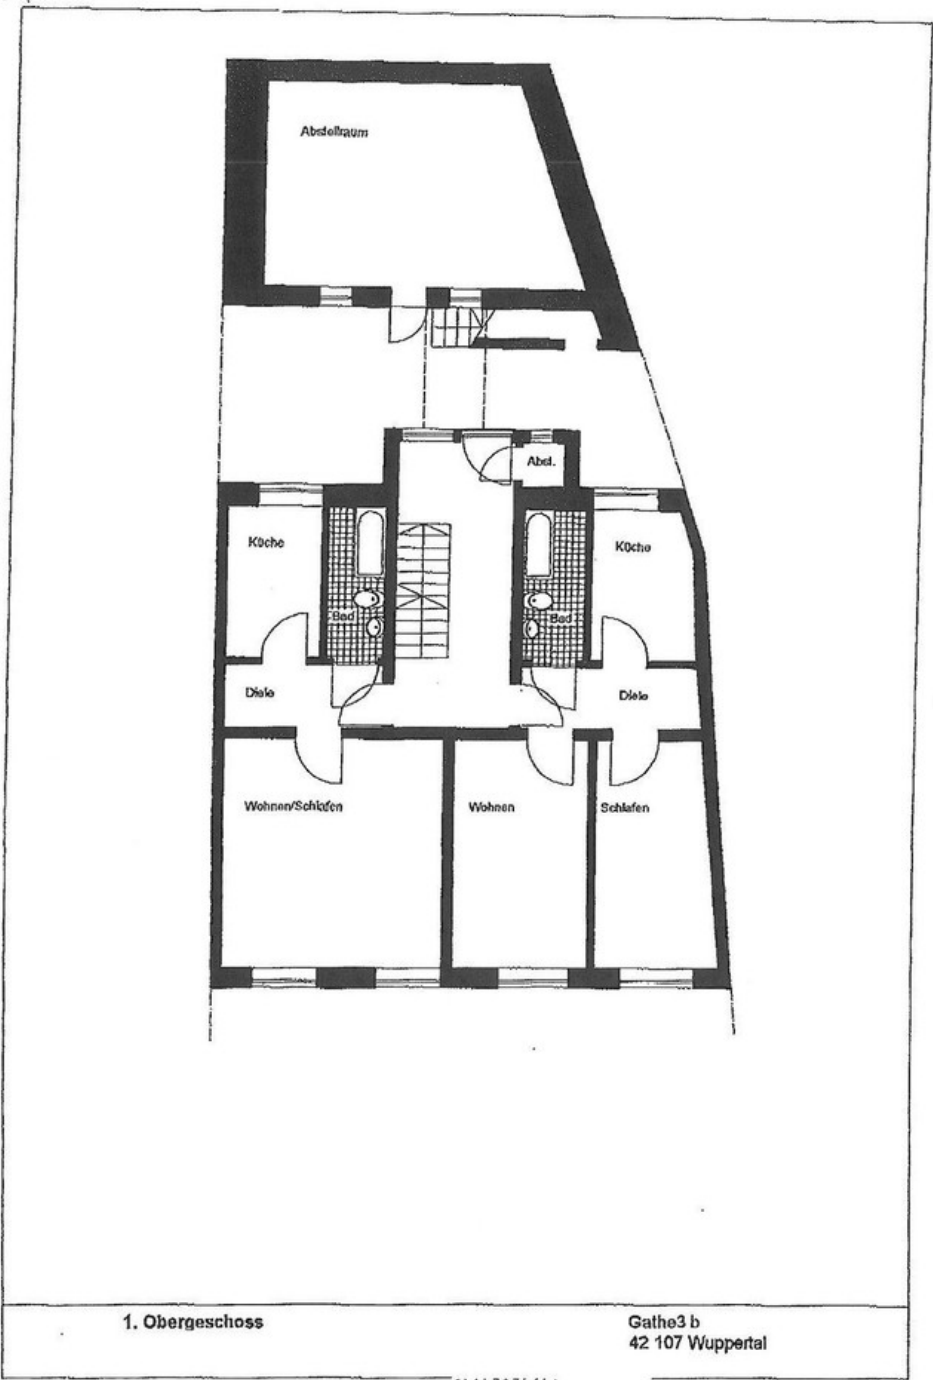 Abstellraum
Abst.
Küche
Küche
Bad
Bad
Diele
Diele
Wohnen/Schlafen
Wohnen
Schlafen
1. Obergeschoss
Gathe3 b
42 107 Wuppertal